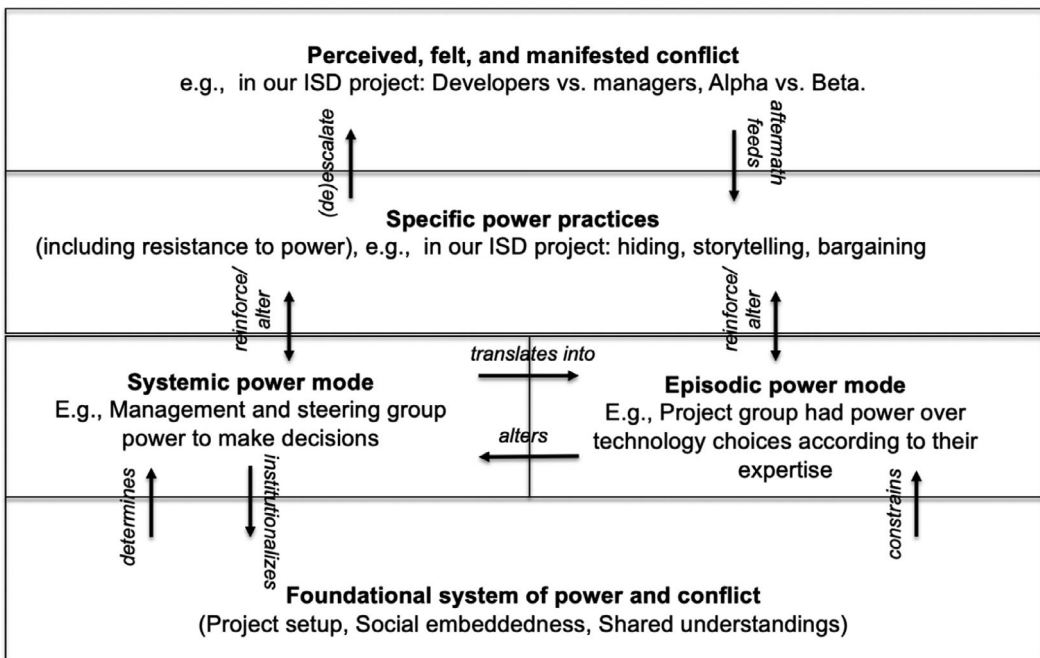 Perceived, felt, and manifested conflict
e.g., in our ISD project: Developers vs. managers, Alpha vs. Beta.
(de)escalate
aftermath
feeds
Specific power practices
(including resistance to power), e.g., in our ISD project: hiding, storytelling, bargaining
reinforce/
alter
reinforce/
alter
translates into
Systemic power mode
E.g., Management and steering group
power to make decisions
Episodic power mode
E.g., Project group had power over
technology choices according to their
expertise
alters
determines
institutionalizes
constrains
Foundational system of power and conflict
(Project setup, Social embeddedness, Shared understandings)